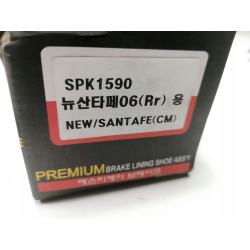 SPK1590
뉴산타페06(Rr) 용
NEW/SANTAFE(CM)
PREMIUM BRAKE LINING SHOE ASS'Y